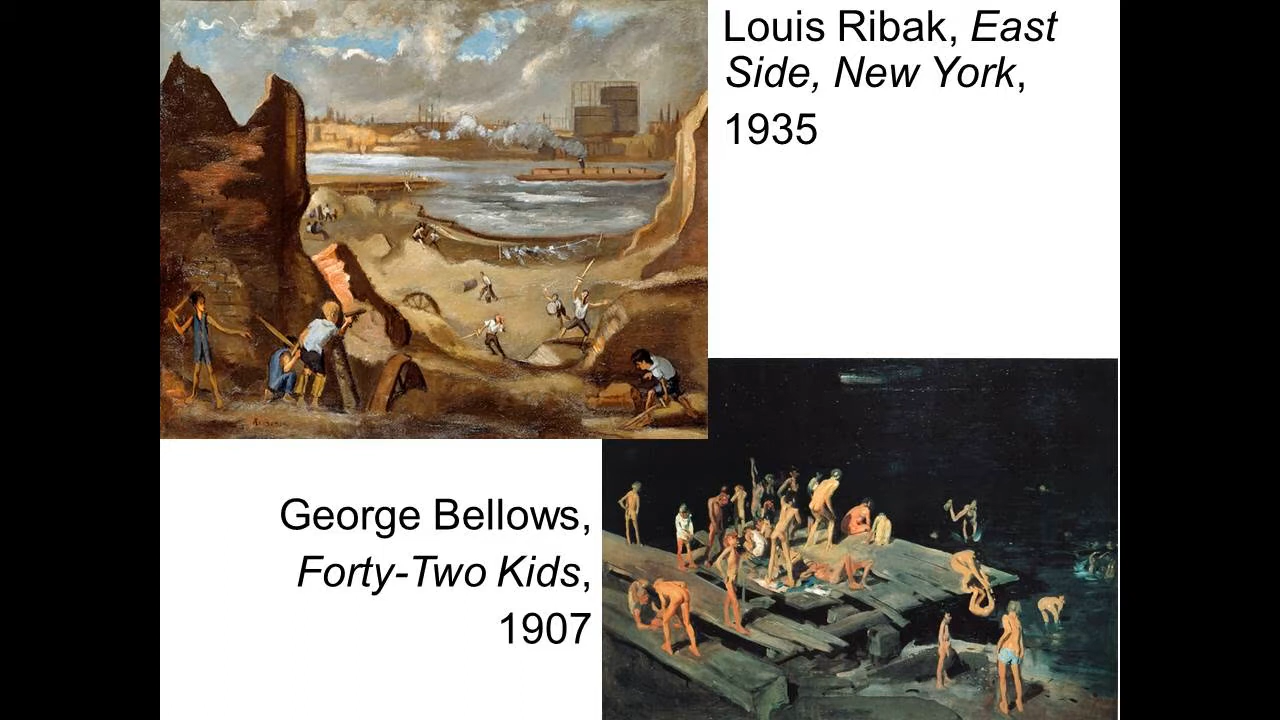 Louis Ribak, East
Side, New York,
1935
George Bellows,
Forty-Two Kids,
1907